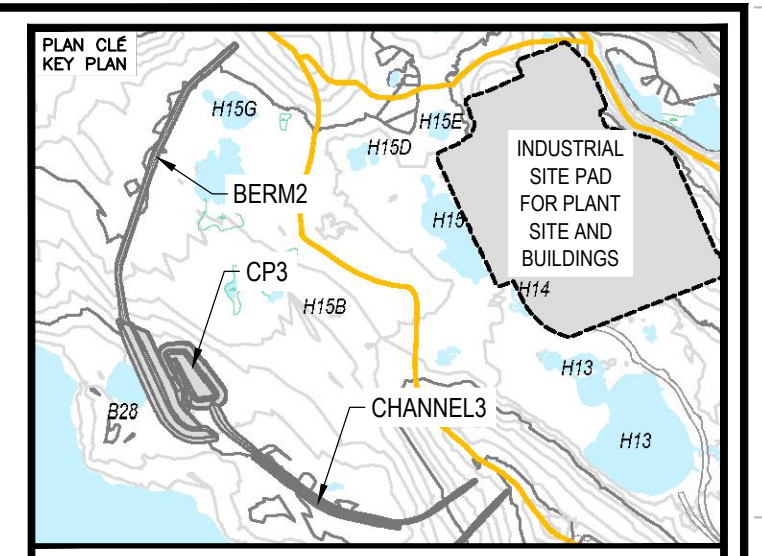 PLAN CLÉ
KEY PLAN
H15G
H15E
H15D
INDUSTRIAL
SITE PAD
FOR PLANT
SITE AND
BUILDINGS
BERM2
H15
CP3
H14
H15B
H13
B28
CHANNEL3
H13